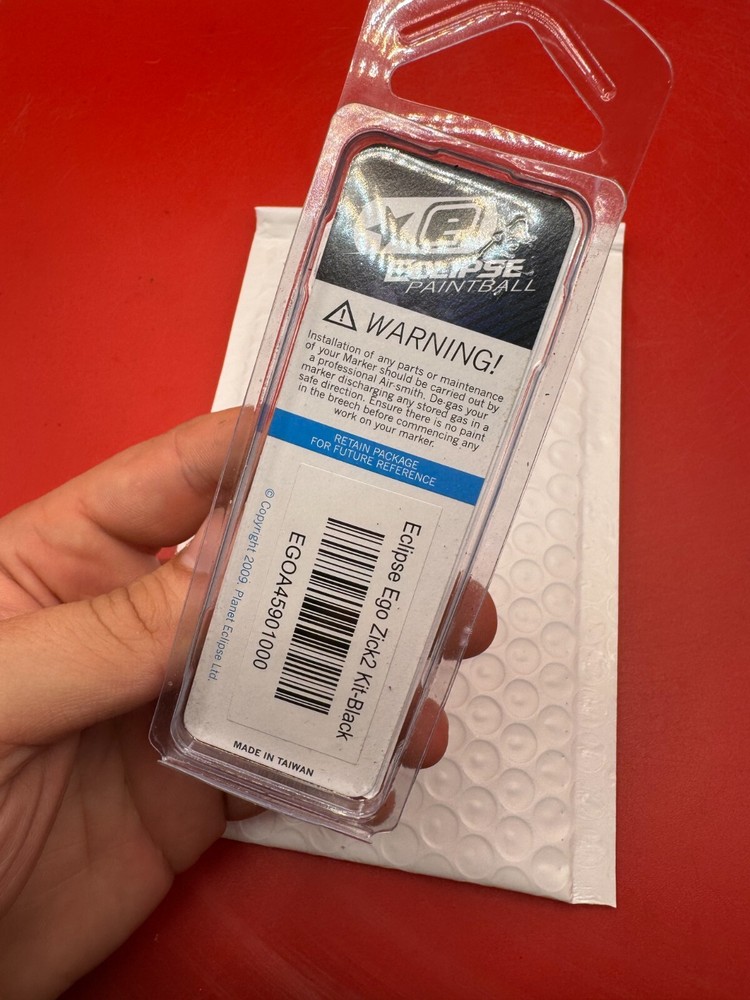 e
ECLIPSE
PAINTBALL
WARNING!
Installation of any parts or maintenance
of your Marker should be carried out by
a professional Air-smith. De-gas your
marker discharging any stored gas in a
safe direction. Ensure there is no paint
in the breech before commencing any
work on your marker.
RETAIN PACKAGE
FOR FUTURE REFERENCE
Eclipse Ego Zick2 Kit-Black
EGOA45901000
© Copyright 2009, Planet Eclipse Ltd.
MADE IN TAIWAN